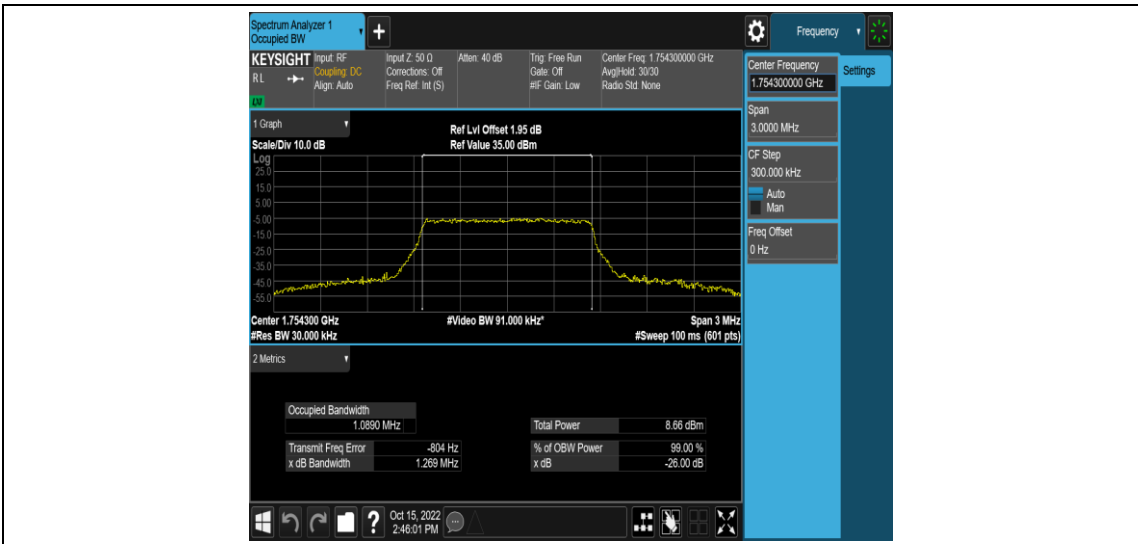 Spectrum Analyzer 1
Occupied BW
+
Frequency
KEYSIGHT
RL
LXI
Input: RF
Coupling: DC
Align: Auto
Input Z: 50 Ω
Corrections: Off
Freq Ref: Int (S)
Atten: 40 dB
Trig: Free Run
Gate: Off
#IF Gain: Low
Center Freq: 1.754300000 GHz
Avg|Hold: 30/30
Radio Std: None
Center Frequency
1.754300000 GHz
Settings
Span
3.0000 MHz
CF Step
300.000 kHz
Auto
Man
Freq Offset
0 Hz
1 Graph
Scale/Div 10.0 dB
Ref Lvl Offset 1.95 dB
Ref Value 35.00 dBm
Log
25.0
15.0
5.00
-5.00
-15.0
-25.0
-35.0
-45.0
-55.0
Center 1.754300 GHz
#Video BW 91.000 kHz*
Span 3 MHz
#Res BW 30.000 kHz
#Sweep 100 ms (601 pts)
2 Metrics
Occupied Bandwidth
1.0890 MHz
Total Power 8.66 dBm
Transmit Freq Error -804 Hz
% of OBW Power 99.00 %
x dB Bandwidth 1.269 MHz
x dB -26.00 dB
?
Oct 15, 2022
2:46:01 PM